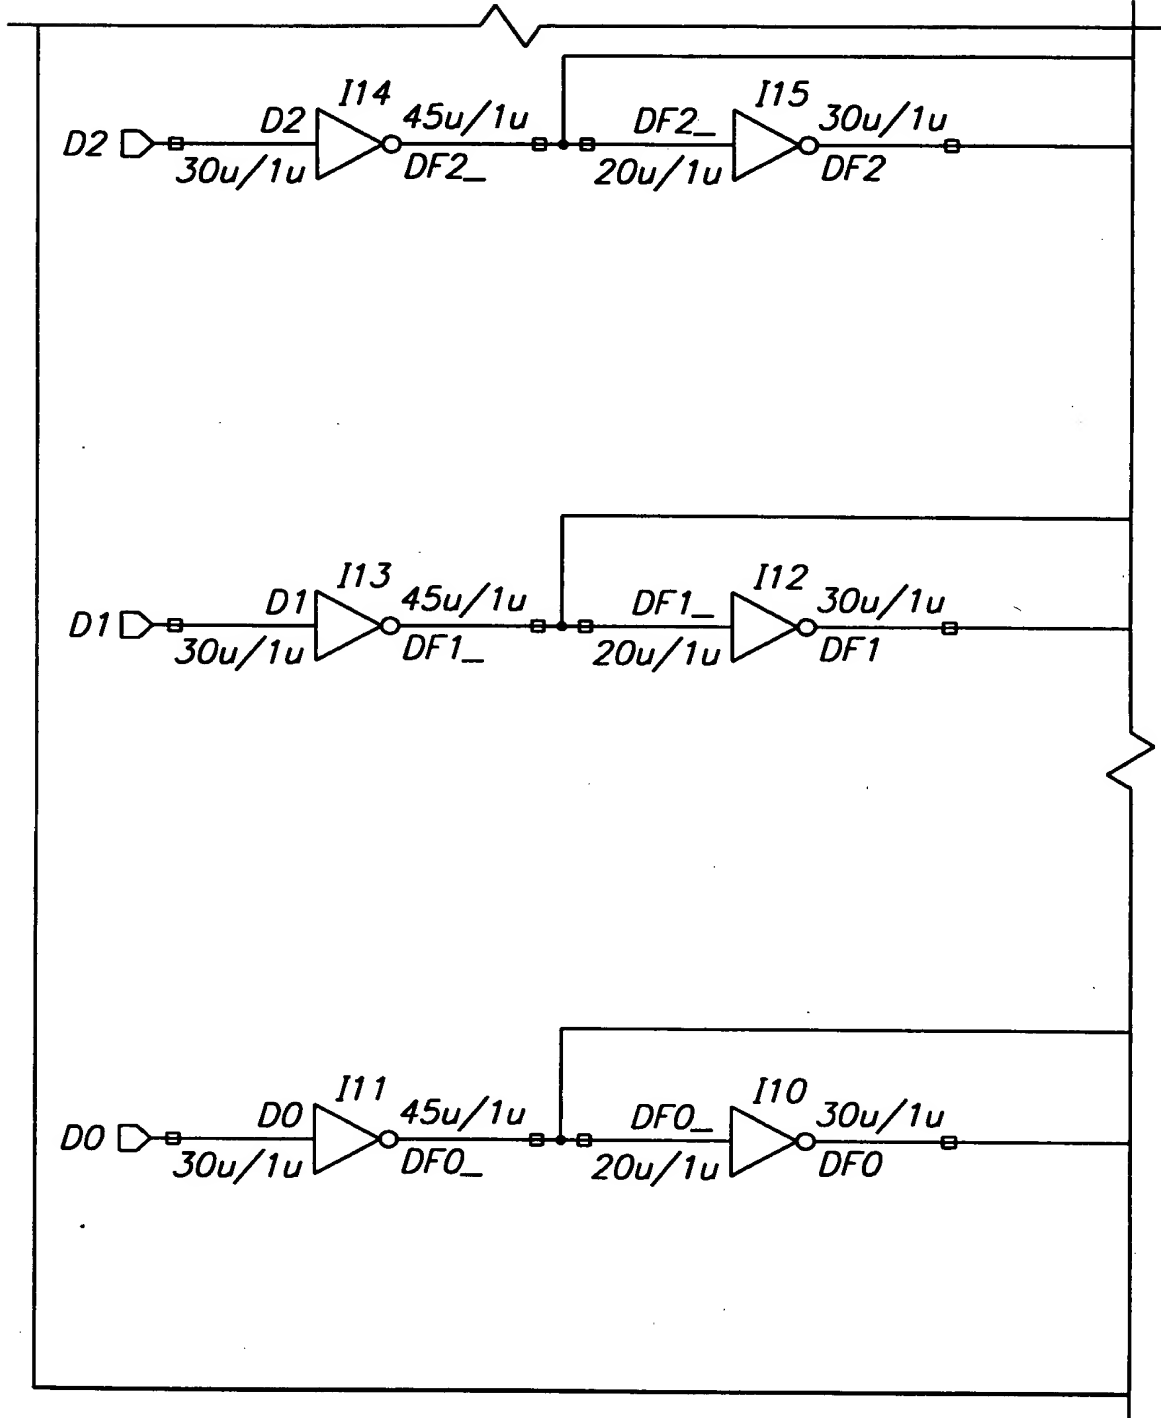 I14 I15
D2 45u/1u DF2_ 30u/1u
D2
30u/1u DF2_ 20u/1u DF2
I13 I12
D1 45u/1u DF1_ 30u/1u
D1
30u/1u DF1_ 20u/1u DF1
I11 I10
D0 45u/1u DF0_ 30u/1u
D0
30u/1u DF0_ 20u/1u DF0